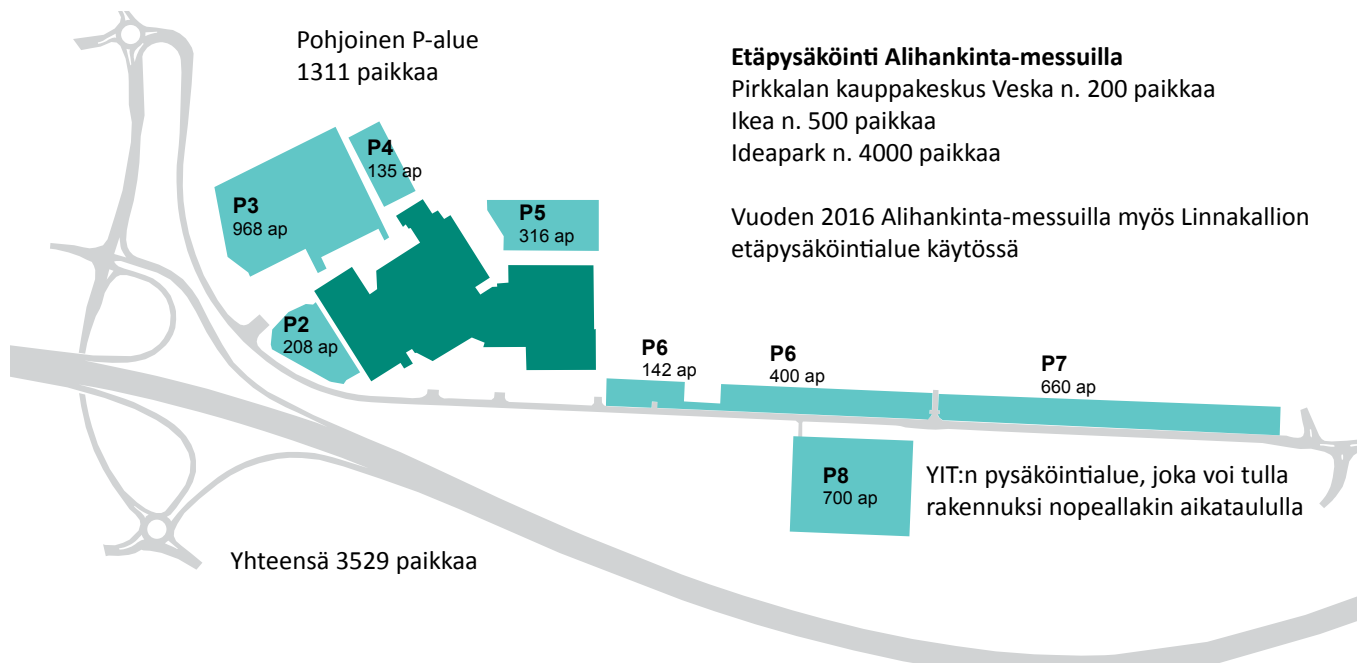 Pohjoinen P-alue
1311 paikkaa
Etäpysäköinti Alihankinta-messuilla
Pirkkalan kauppakeskus Veska n. 200 paikkaa
Ikea n. 500 paikkaa
Ideapark n. 4000 paikkaa
Vuoden 2016 Alihankinta-messuilla myös Linnakallion
etäpysäköintialue käytössä
P4
135 ap
P3
968 ap
P5
316 ap
P2
208 ap
P6
142 ap
P6
400 ap
P7
660 ap
P8
700 ap
YIT:n pysäköintialue, joka voi tulla
rakennuksi nopeallakin aikataululla
Yhteensä 3529 paikkaa